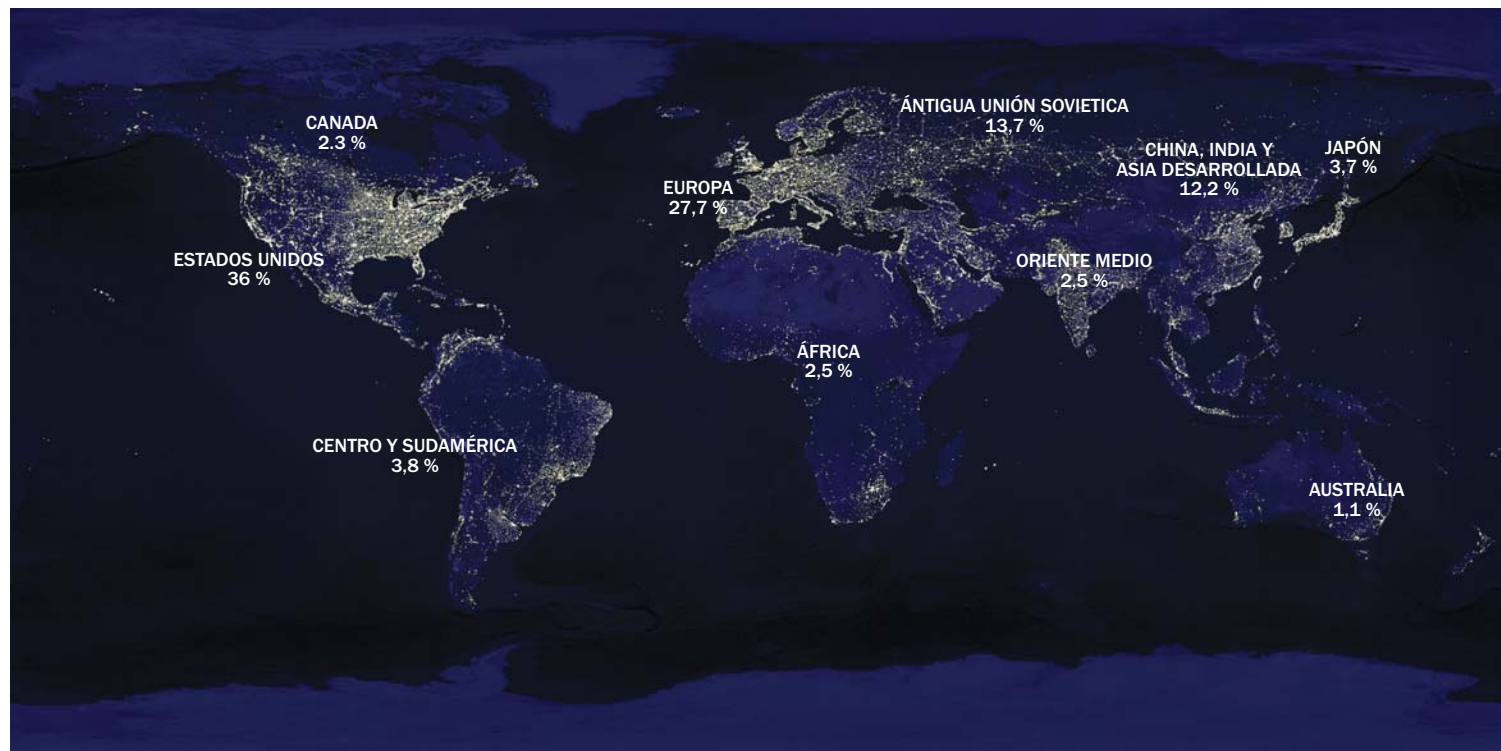 CANADA
2.3 %
ÁNTIGUA UNIÓN SOVIETICA
13,7 %
CHINA, INDIA Y
ASIA DESARROLLADA
12,2 %
JAPÓN
3,7 %
EUROPA
27,7 %
ESTADOS UNIDOS
36 %
ORIENTE MEDIO
2,5 %
ÁFRICA
2,5 %
CENTRO Y SUDAMÉRICA
3,8 %
AUSTRALIA
1,1 %